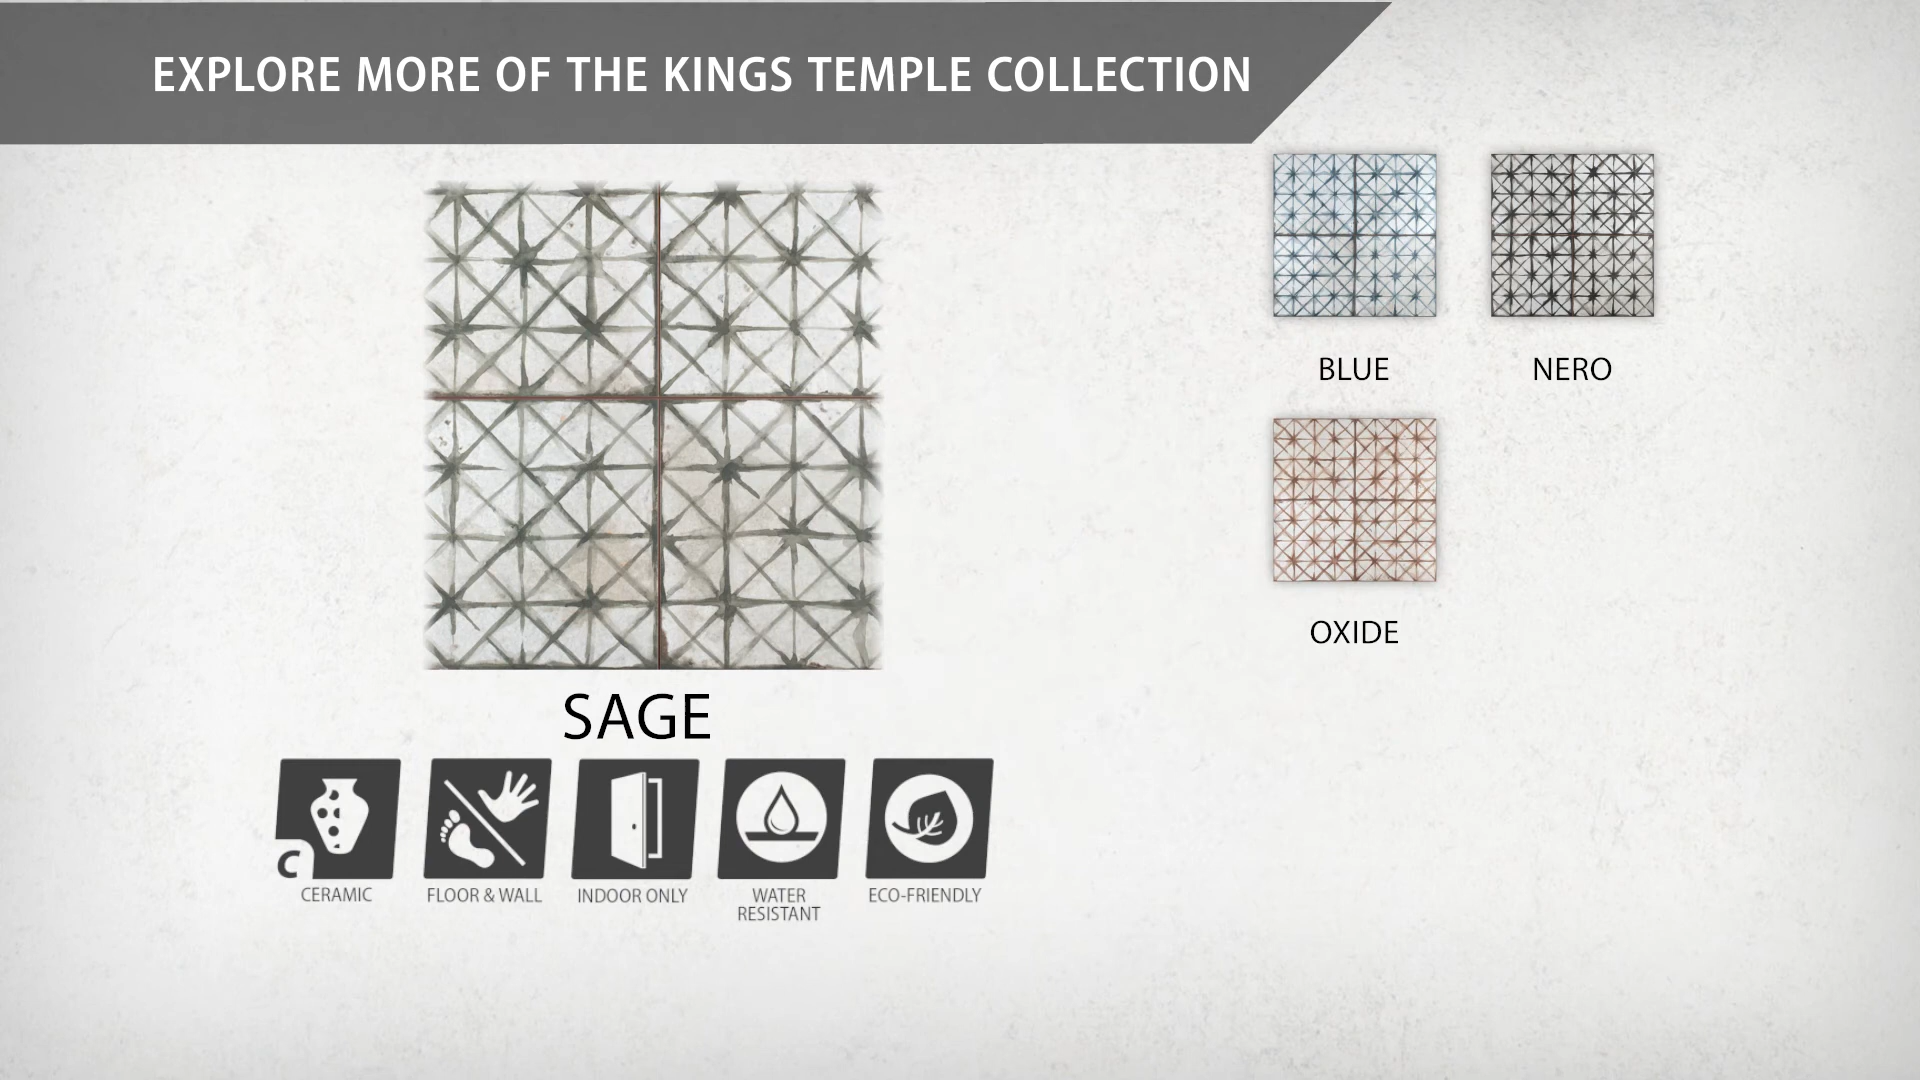 EXPLORE MORE OF THE KINGS TEMPLE COLLECTION
BLUE
NERO
OXIDE
SAGE
C
CERAMIC
FLOOR & WALL
INDOOR ONLY
WATER
RESISTANT
ECO-FRIENDLY